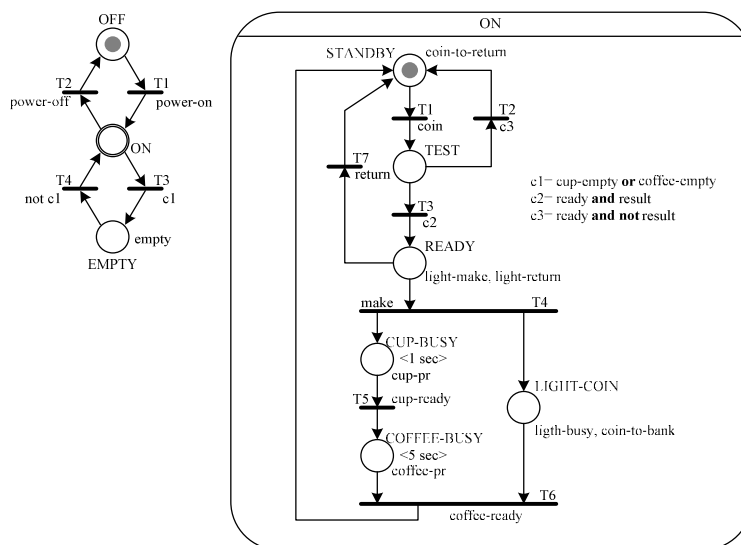 OFF
T2
power-off
T1
power-on
ON
T4
not c1
T3
c1
empty
EMPTY
ON
STANDBY
coin-to-return
T1
coin
T2
c3
T7
return
TEST
c1– cup-empty or coffee-empty
c2– ready and result
c3– ready and not result
T3
c2
READY
light-make, light-return
make
T4
CUP-BUSY
<1 sec>
cup-pr
LIGHT-COIN
T5
cup-ready
ligth-busy, coin-to-bank
COFFEE-BUSY
<5 sec>
coffee-pr
T6
coffee-ready